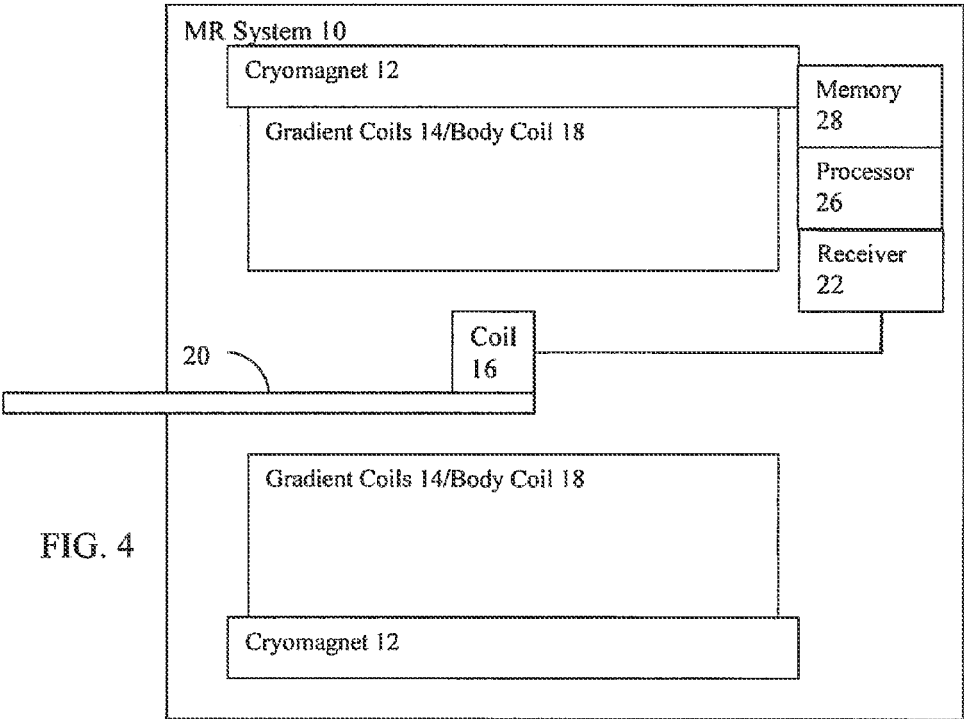 MR System 10
Cryomagnet 12
Memory
28
Gradient Coils 14/Body Coil 18
Processor
26
Receiver
22
Coil
16
20
Gradient Coils 14/Body Coil 18
FIG. 4
Cryomagnet 12